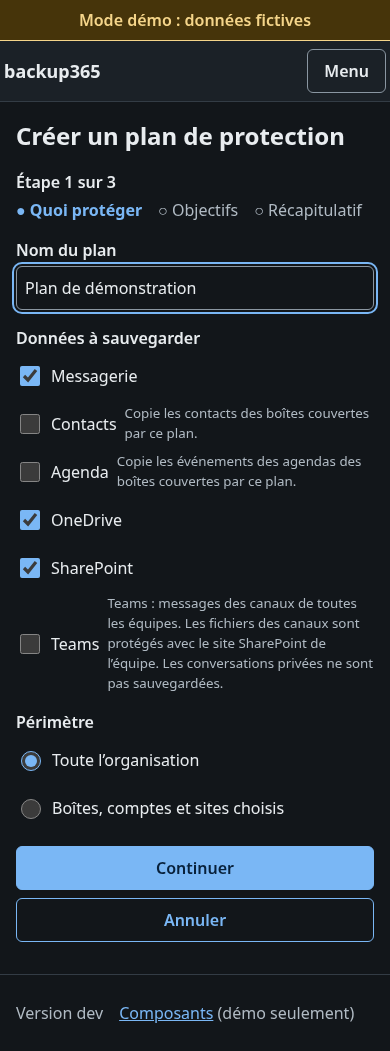 Mode démo : données fictives
backup365
Menu
Créer un plan de protection
Étape 1 sur 3
● Quoi protéger ○ Objectifs ○ Récapitulatif
Nom du plan
Plan de démonstration
Données à sauvegarder
Messagerie
Contacts
Copie les contacts des boîtes couvertes
par ce plan.
Agenda
Copie les événements des agendas des
boîtes couvertes par ce plan.
OneDrive
SharePoint
Teams
Teams : messages des canaux de toutes
les équipes. Les fichiers des canaux sont
protégés avec le site SharePoint de
l’équipe. Les conversations privées ne sont
pas sauvegardées.
Périmètre
Toute l’organisation
Boîtes, comptes et sites choisis
Continuer
Annuler
Version dev Composants (démo seulement)